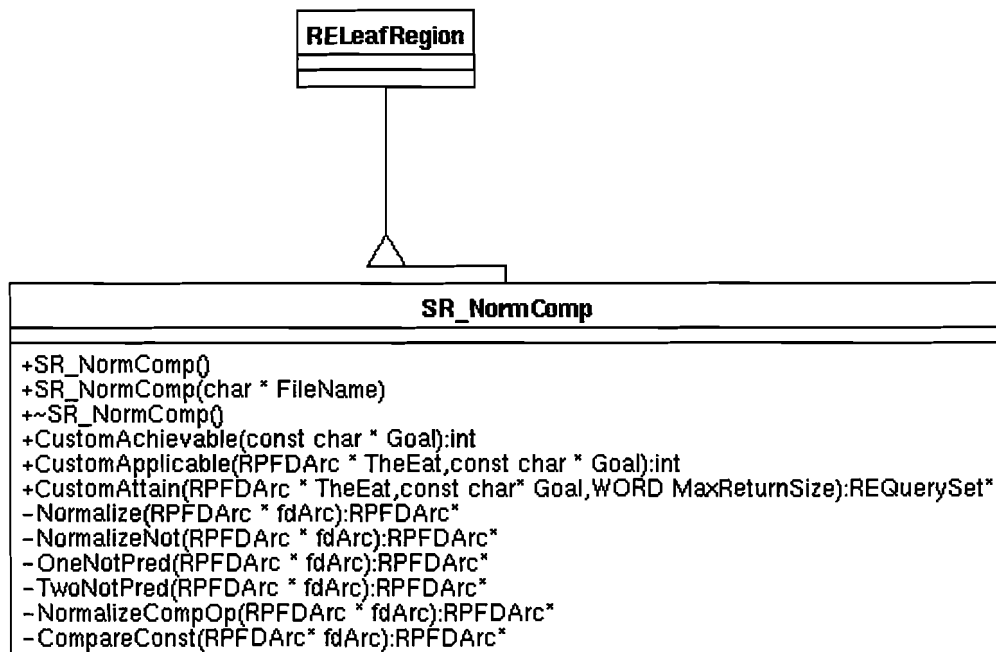 RELeafRegion
SR_NormComp
+SR_NormComp()
+SR_NormComp(char * FileName)
+~SR_NormComp()
+CustomAchievable(const char * Goal):int
+CustomApplicable(RPFDArc * TheEat,const char * Goal):int
+CustomAttain(RPFDArc * TheEat,const char* Goal,WORD MaxReturnSize):REQuerySet*
-Normalize(RPFDArc * fdArc):RPFDArc*
-NormalizeNot(RPFDArc * fdArc):RPFDArc*
-OneNotPred(RPFDArc * fdArc):RPFDArc*
-TwoNotPred(RPFDArc * fdArc):RPFDArc*
-NormalizeCompOp(RPFDArc * fdArc):RPFDArc*
-CompareConst(RPFDArc* fdArc):RPFDArc*